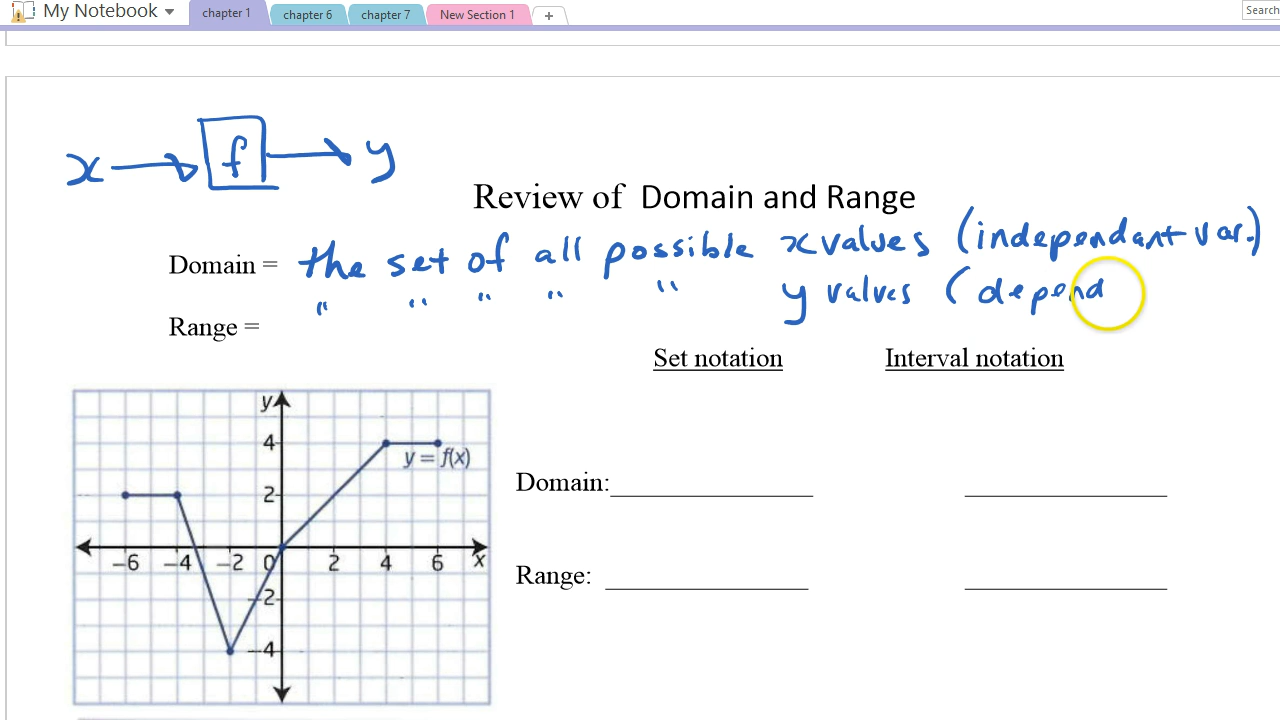 My Notebook chapter 1 chapter 6 chapter 7 New Section 1 + Search
x f y
Review of Domain and Range
Domain = the set of all possible x values (independant var.)
" " " " " y values (depend
Range =
Set notation Interval notation
y
4
y = f(x)
2
-6 -4 -2 0 2 4 6 x
-2
-4
Domain:
Range: